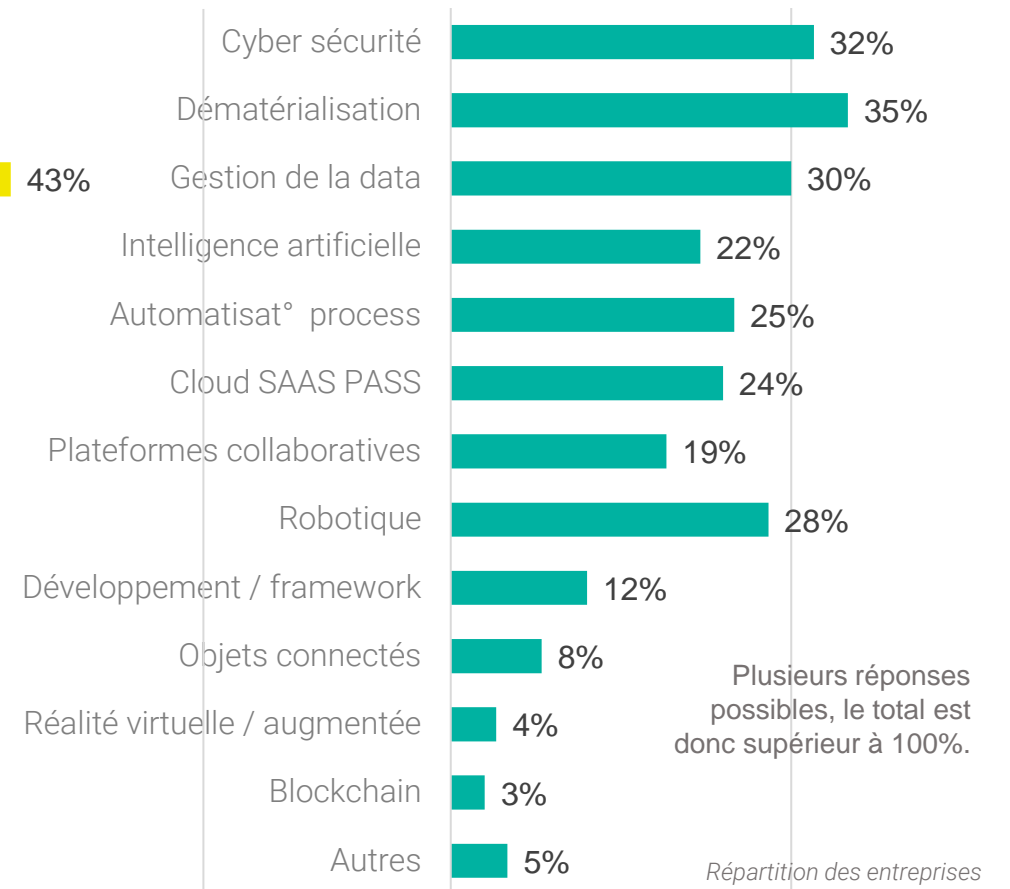 Cyber sécurité 32%
Dématérialisation 35%
43% Gestion de la data 30%
Intelligence artificielle 22%
Automatisat° process 25%
Cloud SAAS PASS 24%
Plateformes collaboratives 19%
Robotique 28%
Développement / framework 12%
Objets connectés 8%
Plusieurs réponses
possibles, le total est
donc supérieur à 100%.
Réalité virtuelle / augmentée 4%
Blockchain 3%
Autres 5%
Répartition des entreprises